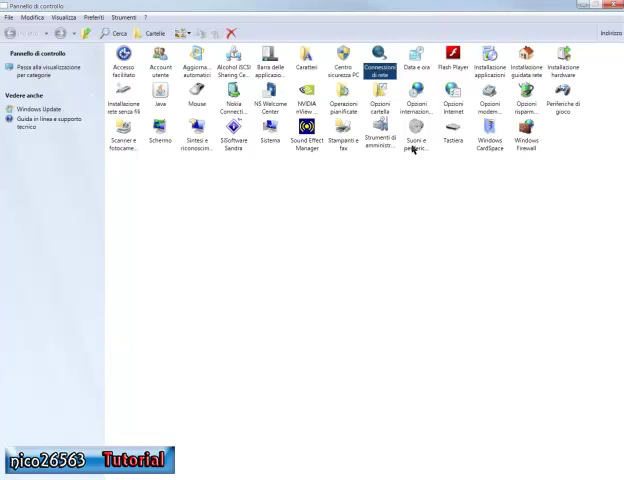 Pannello di controllo
File Modifica Visualizza Preferiti Strumenti ?
Cerca Cartelle Indirizzo
Pannello di controllo
Passa alla visualizzazione
per categorie
Vedere anche
Windows Update
Guida in linea e supporto
tecnico
Accesso
facilitato
Account
utente
Aggiorna...
automatici
Alcohol iSCSI
Sharing Ce...
Barra delle
applicazio...
Caratteri
Centro
sicurezza PC
Connessioni
di rete
Data e ora
Flash Player
Installazione
applicazioni
Installazione
guidata rete
Installazione
hardware
Installazione
rete senza fili
Java
Mouse
Nokia
Connecti...
NS Welcome
Center
NVIDIA
nView ...
Operazioni
pianificate
Opzioni
cartella
Opzioni
internazion...
Opzioni
Internet
Opzioni
modem...
Opzioni
risparm...
Periferiche di
gioco
Scanner e
fotocame...
Schermo
Sintesi e
riconoscim...
SiSoftware
Sandra
Sistema
Sound Effect
Manager
Stampanti e
fax
Strumenti di
amministr...
Suoni e
periferic...
Tastiera
Windows
CardSpace
Windows
Firewall
nico26563 Tutorial